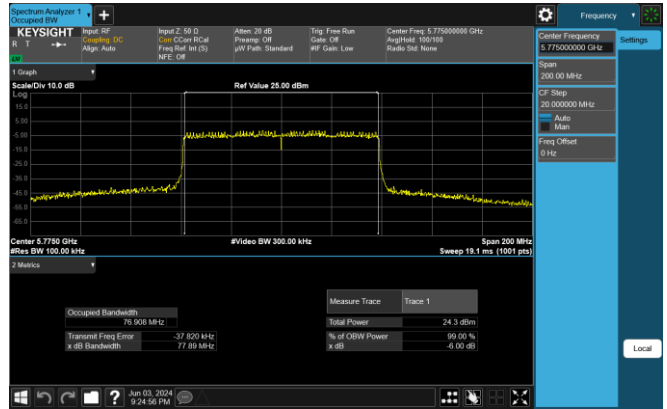 Spectrum Analyzer 1
Occupied BW
KEYSIGHT
R T
Input: RF
Coupling: DC
Align: Auto
Input Z: 50 Ω
Corr CCorr RCal
Freq Ref: Int (S)
NFE: Off
Atten: 20 dB
Preamp: Off
µW Path: Standard
Trig: Free Run
Gate: Off
#IF Gain: Low
Center Freq: 5.775000000 GHz
Avg|Hold: 100/100
Radio Std: None
1 Graph
Scale/Div 10.0 dB
Ref Value 25.00 dBm
Log
15.0
5.00
-5.00
-15.0
-25.0
-35.0
-45.0
-55.0
-65.0
Center 5.7750 GHz
#Res BW 100.00 kHz
#Video BW 300.00 kHz
Span 200 MHz
Sweep 19.1 ms (1001 pts)
2 Metrics
Occupied Bandwidth
76.908 MHz
Transmit Freq Error -37.820 kHz
x dB Bandwidth 77.89 MHz
Measure Trace Trace 1
Total Power 24.3 dBm
% of OBW Power 99.00 %
x dB -6.00 dB
Jun 03, 2024
9:24:56 PM
Frequency
Settings
Center Frequency
5.775000000 GHz
Span
200.00 MHz
CF Step
20.000000 MHz
Auto
Man
Freq Offset
0 Hz
Local